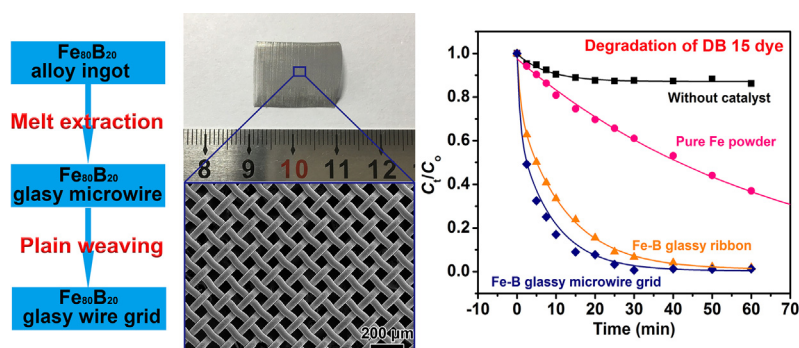 Fe80B20
alloy ingot
Melt extraction
Fe80B20
glasy microwire
Plain weaving
Fe80B20
glasy wire grid
8 9 10 11 12
200 μm
Degradation of DB 15 dye
Without catalyst
Pure Fe powder
Fe-B glassy ribbon
Fe-B glassy microwire grid
Ct/Co
1.0
0.8
0.6
0.4
0.2
0.0
-10 0 10 20 30 40 50 60 70
Time (min)